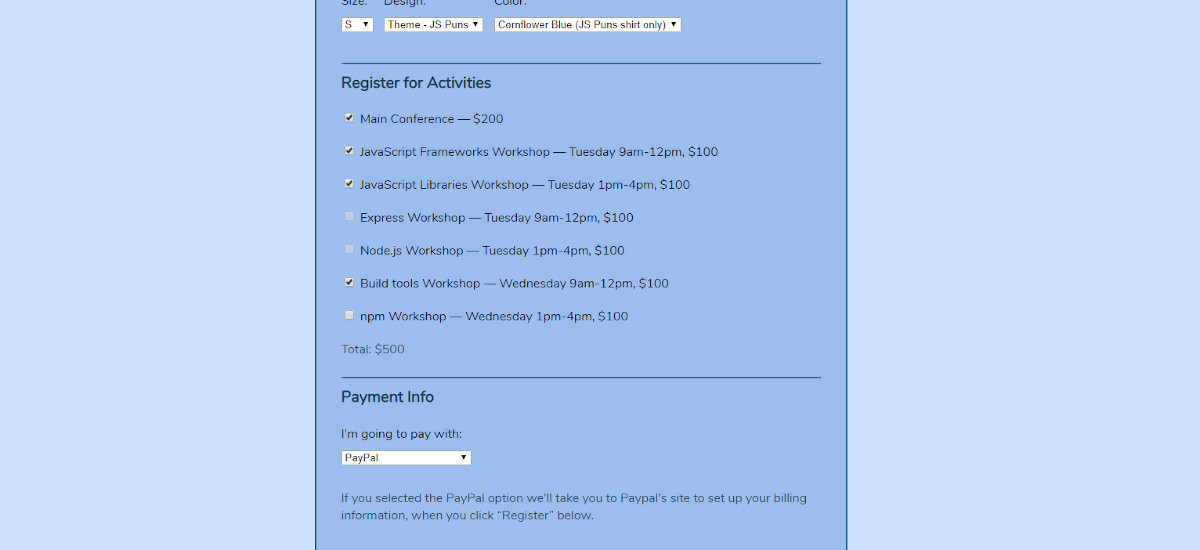 Size: Design: Color:
S Theme - JS Puns Cornflower Blue (JS Puns shirt only)
Register for Activities
Main Conference — $200
JavaScript Frameworks Workshop — Tuesday 9am-12pm, $100
JavaScript Libraries Workshop — Tuesday 1pm-4pm, $100
Express Workshop — Tuesday 9am-12pm, $100
Node.js Workshop — Tuesday 1pm-4pm, $100
Build tools Workshop — Wednesday 9am-12pm, $100
npm Workshop — Wednesday 1pm-4pm, $100
Total: $500
Payment Info
I'm going to pay with:
PayPal
If you selected the PayPal option we'll take you to Paypal's site to set up your billing
information, when you click “Register” below.